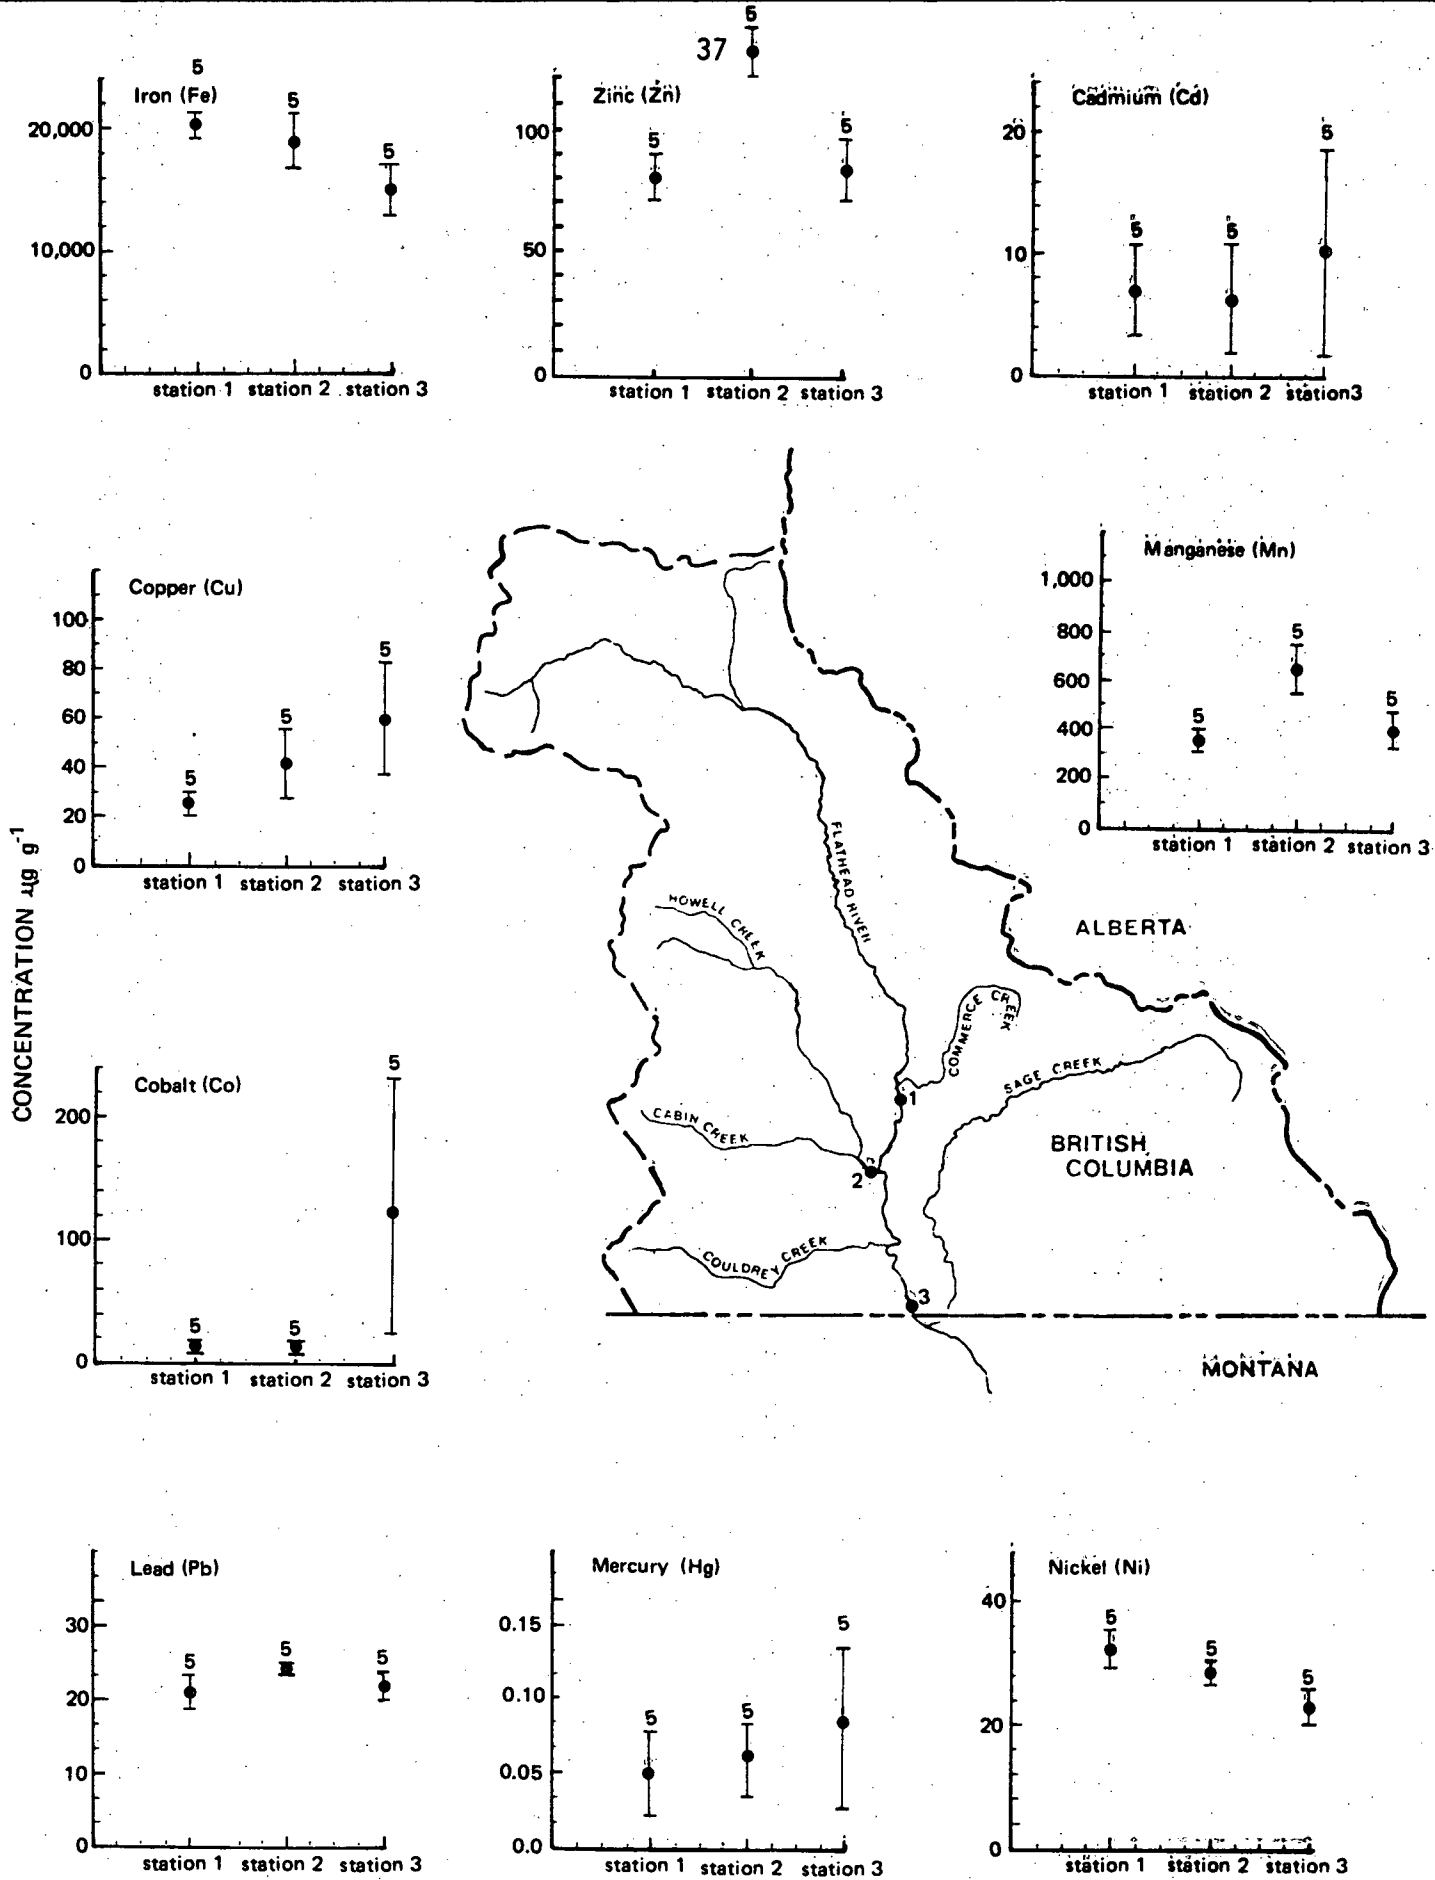 37
5
Iron (Fe)
5
5
20,000
10,000
0
station 1 station 2 station 3
5
Zinc (Zn)
5
5
100
50
0
station 1 station 2 station 3
Cadmium (Cd)
5
5
5
20
10
0
station 1 station 2 station3
Copper (Cu)
5
5
5
100
80
60
40
20
0
station 1 station 2 station 3
Manganese (Mn)
5
5
5
1,000
800
600
400
200
0
station 1 station 2 station 3
CONCENTRATION µg g-1
Cobalt (Co)
5
5
5
200
100
0
station 1 station 2 station 3
FLATHEAD RIVER
HOWELL CREEK
COMMERCE CREEK
SAGE CREEK
CABIN CREEK
COULDREY CREEK
1
2
3
ALBERTA
BRITISH
COLUMBIA
MONTANA
Lead (Pb)
5
5
5
30
20
10
0
station 1 station 2 station 3
Mercury (Hg)
5
5
5
0.15
0.10
0.05
0.0
station 1 station 2 station 3
Nickel (Ni)
5
5
5
40
20
0
station 1 station 2 station 3